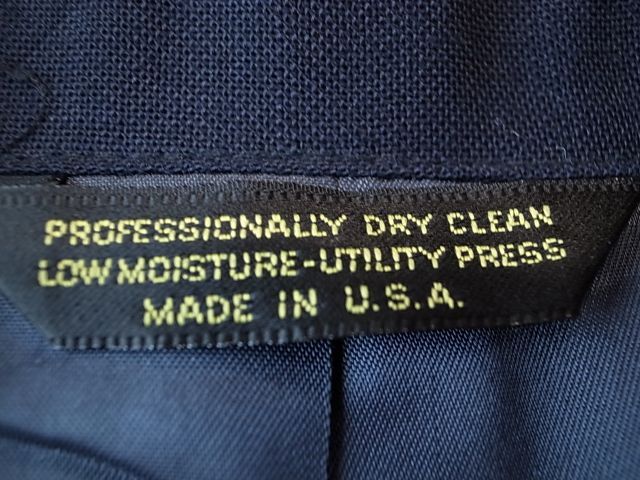 PROFESSIONALLY DRY CLEAN
LOW MOISTURE-UTILITY PRESS
MADE IN U.S.A.